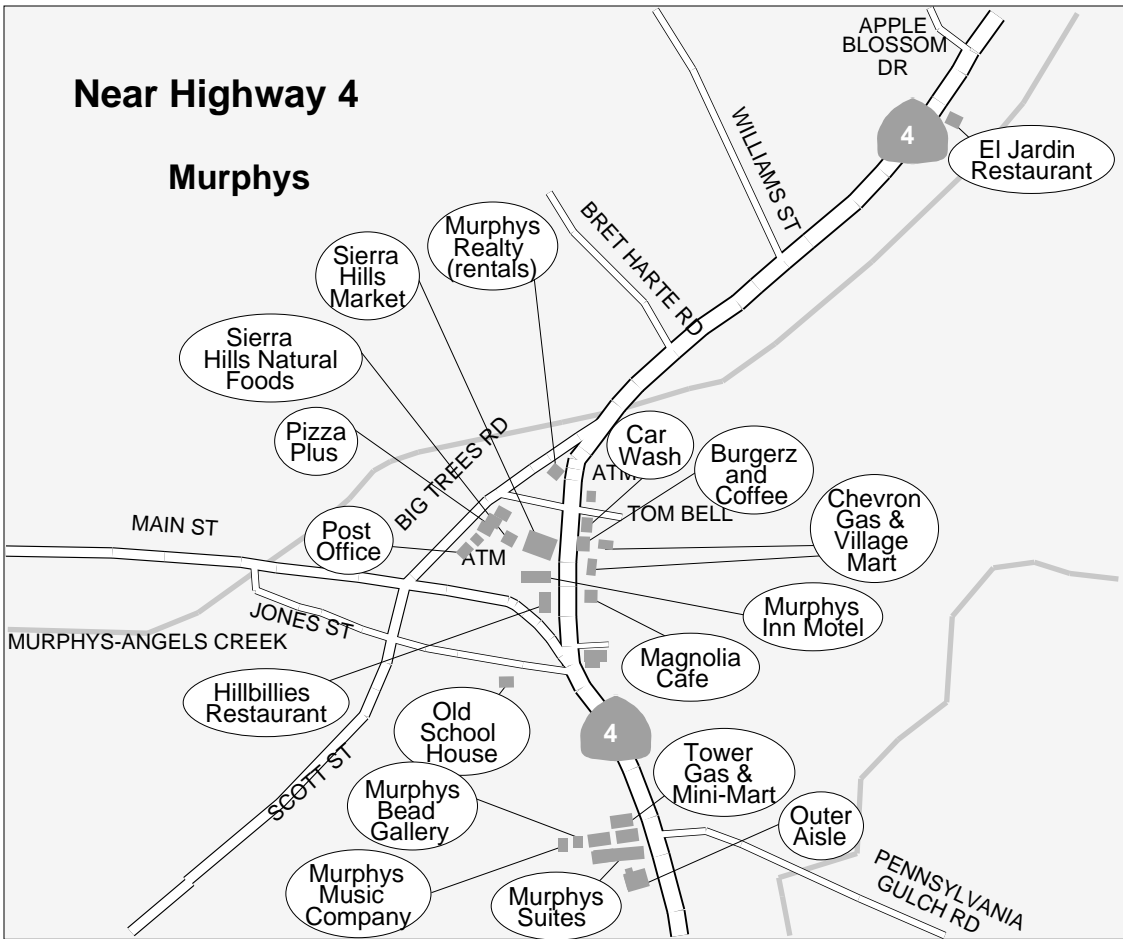 APPLE
BLOSSOM
DR
Near Highway 4
Murphys
4
El Jardin
Restaurant
WILLIAMS ST
BRET HARTE RD
Murphys
Realty
(rentals)
Sierra
Hills
Market
Sierra
Hills Natural
Foods
Pizza
Plus
BIG TREES RD
Car
Wash
ATM
Burgerz
and
Coffee
TOM BELL
Chevron
Gas &
Village
Mart
MAIN ST
Post
Office
ATM
JONES ST
MURPHYS-ANGELS CREEK
Murphys
Inn Motel
Magnolia
Cafe
Hillbillies
Restaurant
Old
School
House
4
SCOTT ST
Tower
Gas &
Mini-Mart
Murphys
Bead
Gallery
Outer
Aisle
Murphys
Music
Company
Murphys
Suites
PENNSYLVANIA
GULCH RD